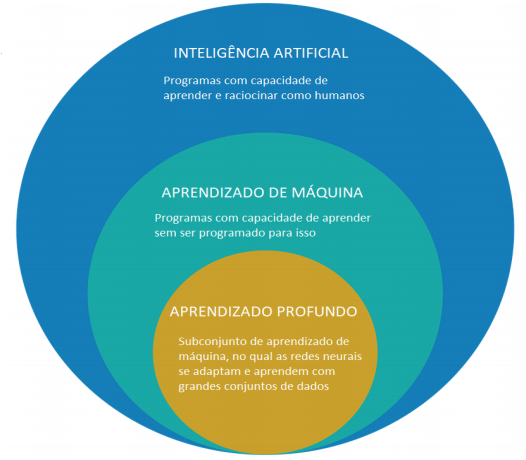 INTELIGÊNCIA ARTIFICIAL
Programas com capacidade de
aprender e raciocinar como humanos
APRENDIZADO DE MÁQUINA
Programas com capacidade de aprender
sem ser programado para isso
APRENDIZADO PROFUNDO
Subconjunto de aprendizado de
máquina, no qual as redes neurais
se adaptam e aprendem com
grandes conjuntos de dados